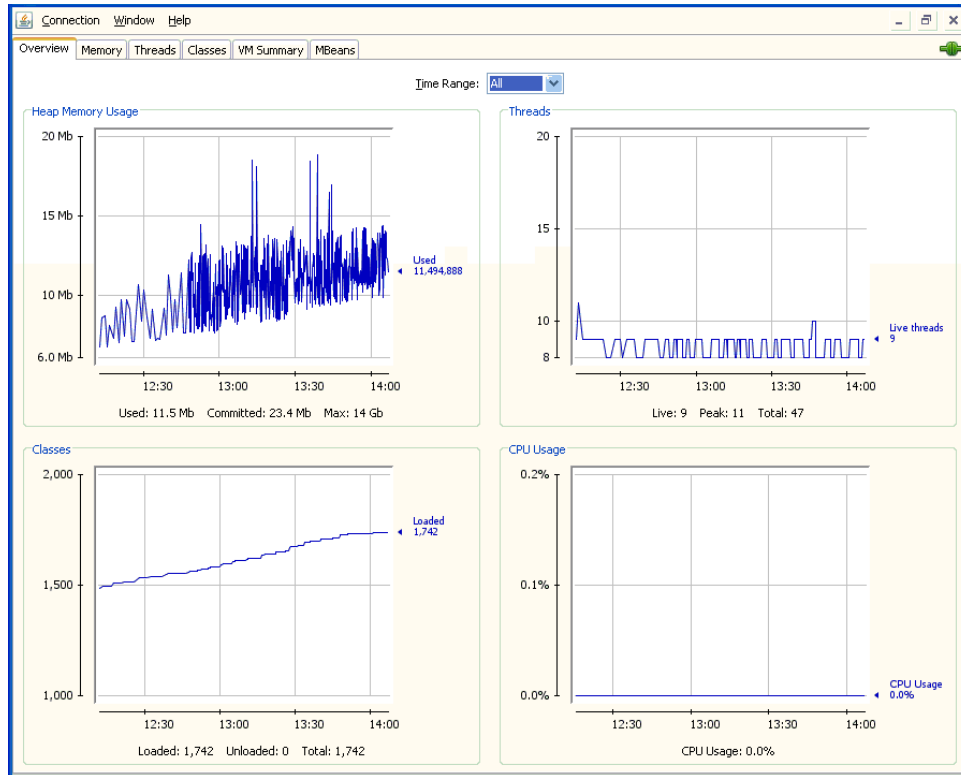 Connection Window Help
Overview Memory Threads Classes VM Summary MBeans
Time Range: All
Heap Memory Usage
20 Mb
15 Mb
10 Mb
6.0 Mb
Used
11,494,888
12:30 13:00 13:30 14:00
Used: 11.5 Mb Committed: 23.4 Mb Max: 14 Gb
Threads
20
15
10
8
Live threads
9
12:30 13:00 13:30 14:00
Live: 9 Peak: 11 Total: 47
Classes
2,000
1,500
1,000
Loaded
1,742
12:30 13:00 13:30 14:00
Loaded: 1,742 Unloaded: 0 Total: 1,742
CPU Usage
0.2%
0.1%
0.0%
CPU Usage
0.0%
12:30 13:00 13:30 14:00
CPU Usage: 0.0%